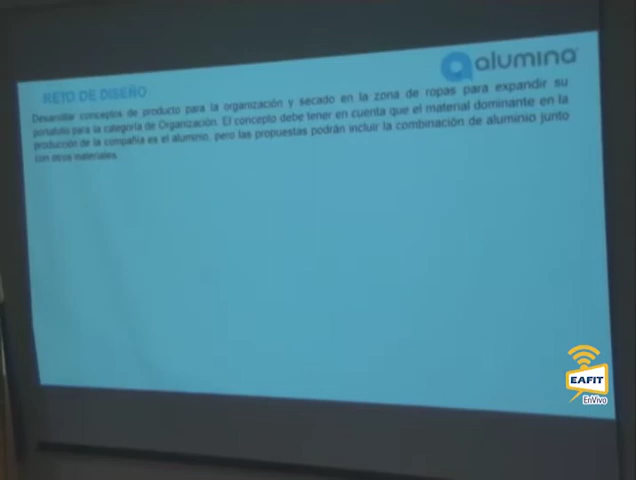 alumina
RETO DE DISEÑO
Desarrollar conceptos de producto para la organización y secado en la zona de ropas para expandir su
portafolio para la categoría de Organización. El concepto debe tener en cuenta que el material dominante en la
producción de la compañía es el aluminio, pero las propuestas podrán incluir la combinación de aluminio junto
con otros materiales.
EAFIT
EnVivo